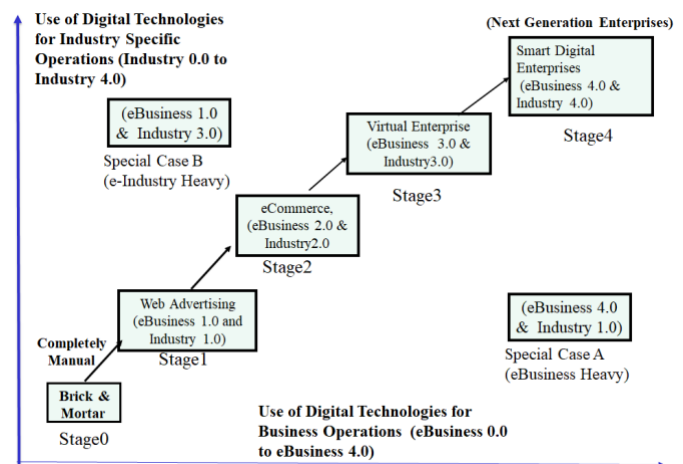 Use of Digital Technologies
for Industry Specific
Operations (Industry 0.0 to
Industry 4.0)
(Next Generation Enterprises)
Smart Digital
Enterprises
(eBusiness 4.0 &
Industry 4.0)
Stage4
(eBusiness 1.0
& Industry 3.0)
Special Case B
(e-Industry Heavy)
Virtual Enterprise
(eBusiness 3.0 &
Industry3.0)
Stage3
eCommerce,
(eBusiness 2.0 &
Industry2.0
Stage2
Web Advertising
(eBusiness 1.0 and
Industry 1.0)
Stage1
(eBusiness 4.0
& Industry 1.0)
Special Case A
(eBusiness Heavy)
Completely
Manual
Brick &
Mortar
Stage0
Use of Digital Technologies for
Business Operations (eBusiness 0.0
to eBusiness 4.0)